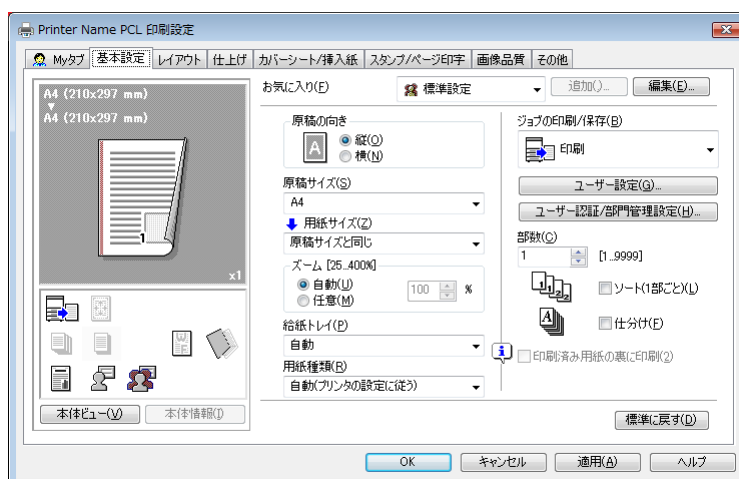 Printer Name PCL 印刷設定
Myタブ 基本設定 レイアウト 仕上げ カバーシート/挿入紙 スタンプ/ページ印字 画像品質 その他
A4 (210x297 mm)
A4 (210x297 mm)
1
x1
本体ビュー(V) 本体情報(I)
お気に入り(F) 標準設定 追加()... 編集(E)...
原稿の向き
A
縦(O)
横(N)
原稿サイズ(S)
A4
用紙サイズ(Z)
原稿サイズと同じ
ズーム [25..400%]
自動(U)
任意(M)
100 %
給紙トレイ(P)
自動
用紙種類(R)
自動(プリンタの設定に従う)
ジョブの印刷/保存(B)
印刷
ユーザー設定(G)...
ユーザー認証/部門管理設定(H)...
部数(C)
1 [1..9999]
1 1 2 2 ソート(1部ごと)(L)
A 仕分け(F)
印刷済み用紙の裏に印刷(2)
標準に戻す(D)
OK キャンセル 適用(A) ヘルプ